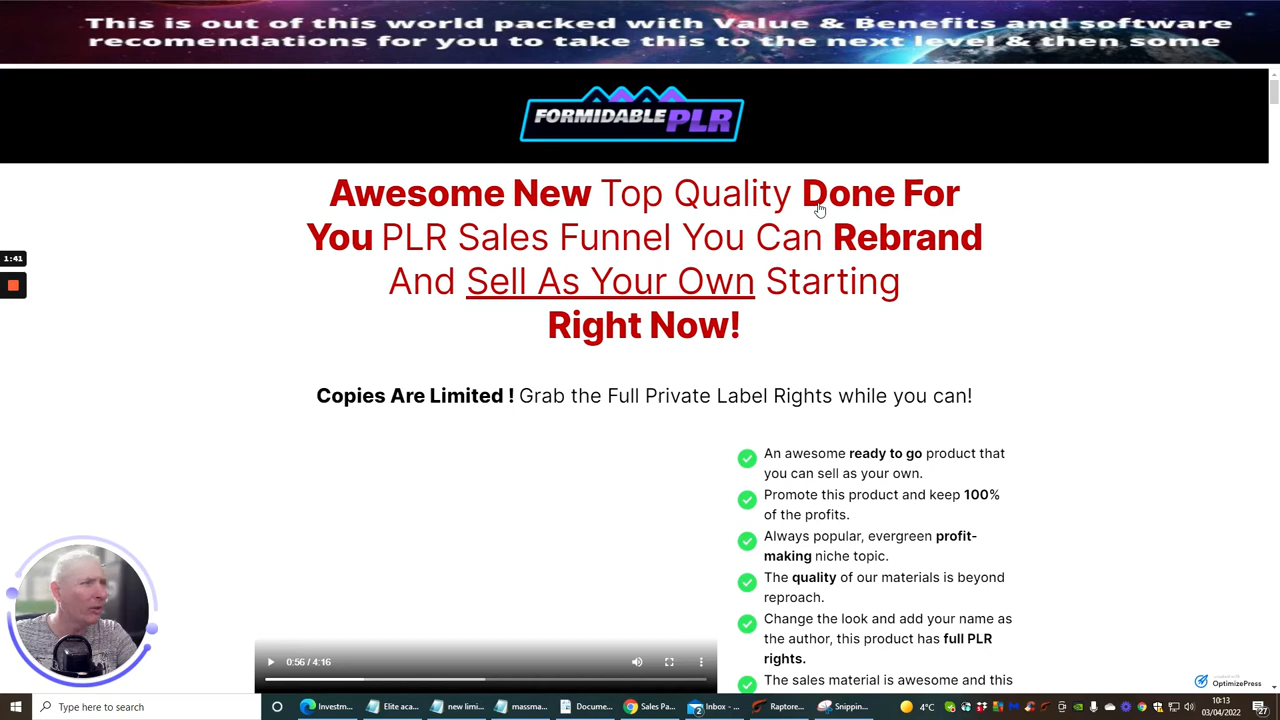 This is out of this world packed with Value & Benefits and software
recomendations for you to take this to the next level & then some
FORMIDABLE PLR
Awesome New Top Quality Done For
You PLR Sales Funnel You Can Rebrand
And Sell As Your Own Starting
Right Now!
1:41
Copies Are Limited ! Grab the Full Private Label Rights while you can!
An awesome ready to go product that
you can sell as your own.
Promote this product and keep 100%
of the profits.
Always popular, evergreen profit-
making niche topic.
The quality of our materials is beyond
reproach.
Change the look and add your name as
the author, this product has full PLR
rights.
The sales material is awesome and this
0:56 / 4:16
OptimizePress
Type here to search
Investm...
Elite aca...
new limi...
massma...
Docume...
Sales Pa...
Inbox - ...
Raptore...
Snippin...
4°C
10:13
03/04/2022
27